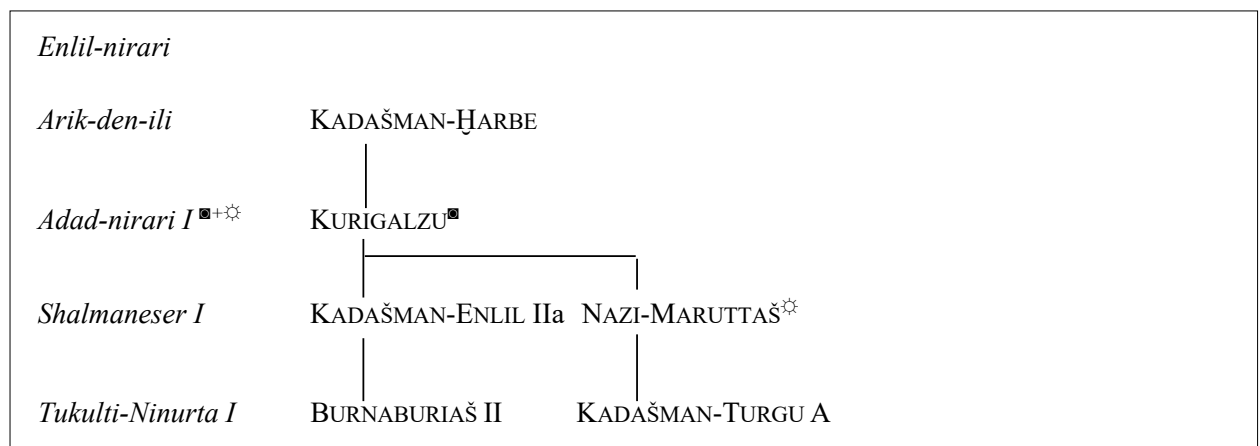 Enlil-nirari
Arik-den-ili KADAŠMAN-ḪARBE
Adad-nirari I ◙+☼ KURIGALZU◙
Shalmaneser I KADAŠMAN-ENLIL IIa NAZI-MARUTTAŠ☼
Tukulti-Ninurta I BURNABURIAŠ II KADAŠMAN-TURGU A